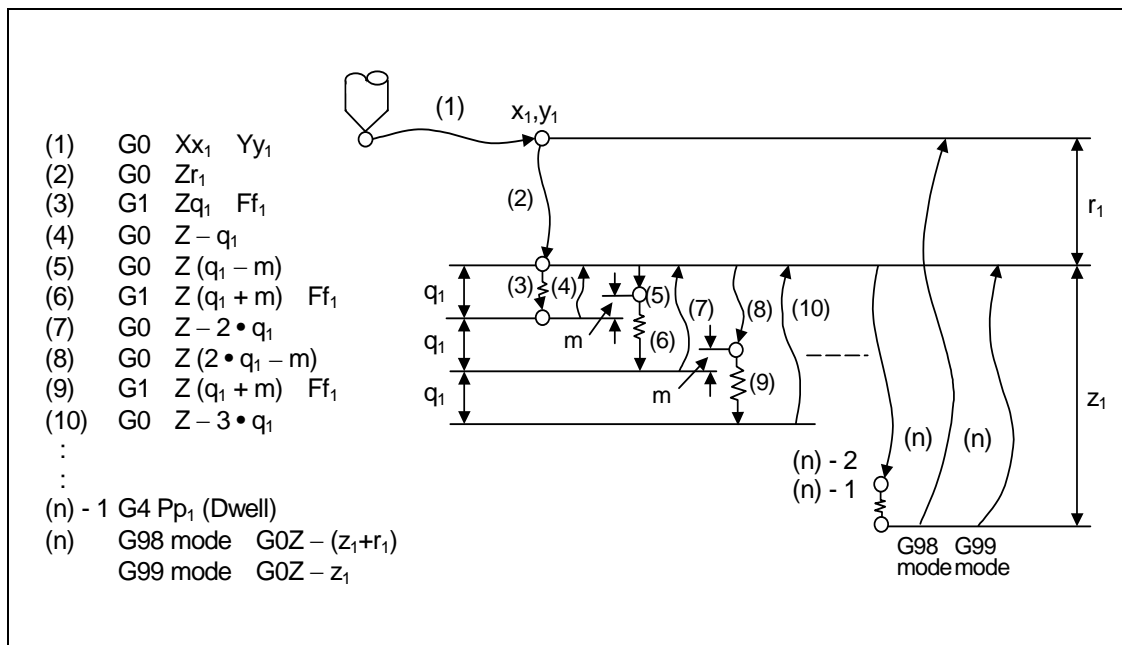 (1) G0 Xx₁ Yy₁
(2) G0 Zr₁
(3) G1 Zq₁ Ff₁
(4) G0 Z – q₁
(5) G0 Z (q₁ – m)
(6) G1 Z (q₁ + m) Ff₁
(7) G0 Z – 2 • q₁
(8) G0 Z (2 • q₁ – m)
(9) G1 Z (q₁ + m) Ff₁
(10) G0 Z – 3 • q₁
:
:
(n) - 1 G4 Pp₁ (Dwell)
(n) G98 mode G0Z – (z₁+r₁)
G99 mode G0Z – z₁
(1)
x₁,y₁
(2)
r₁
q₁
(3)
(4)
(5)
m
(6)
(7)
(8)
(10)
q₁
m
(9)
q₁
z₁
(n) - 2
(n) - 1
(n)
(n)
G98
mode
G99
mode